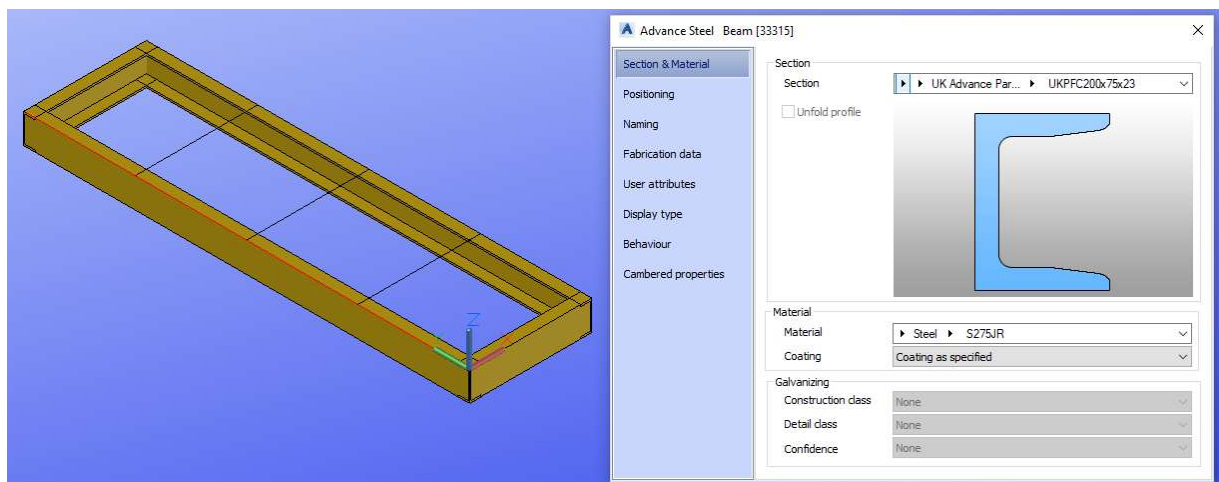 Advance Steel Beam [33315]
Section & Material
Positioning
Naming
Fabrication data
User attributes
Display type
Behaviour
Cambered properties
Section
Section UK Advance Par... UKPFC200x75x23
Unfold profile
Material
Material Steel S275JR
Coating Coating as specified
Galvanizing
Construction class None
Detail class None
Confidence None
Z